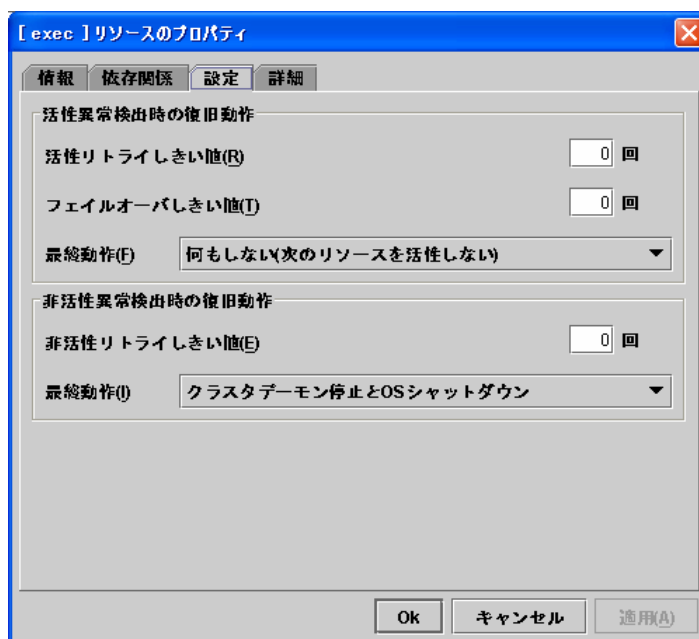 [ exec ]リソースのプロパティ
情報 依存関係 設定 詳細
活性異常検出時の復旧動作
活性リトライしきい値(R) 0 回
フェイルオーバしきい値(T) 0 回
最終動作(F) 何もしない(次のリソースを活性しない)
非活性異常検出時の復旧動作
非活性リトライしきい値(E) 0 回
最終動作(I) クラスタデーモン停止とOSシャットダウン
Ok キャンセル 適用(A)